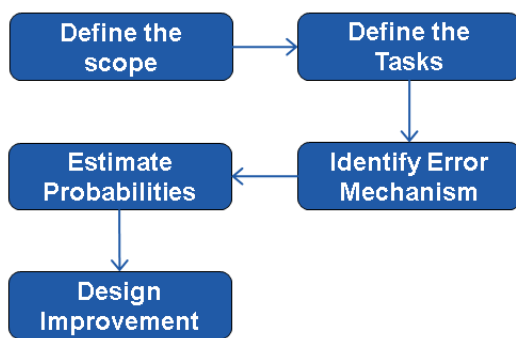 Define the
scope
Define the
Tasks
Estimate
Probabilities
Identify Error
Mechanism
Design
Improvement